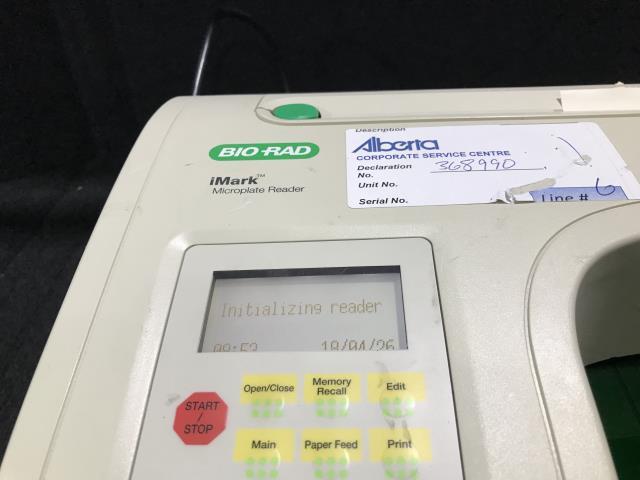 Description
Alberta
CORPORATE SERVICE CENTRE
Declaration No. 368990
Unit No.
Serial No.
Line # 6
BIO-RAD
iMark™
Microplate Reader
Initializing reader
09:53 18/04/26
Open/Close
Memory Recall
Edit
START / STOP
Main
Paper Feed
Print